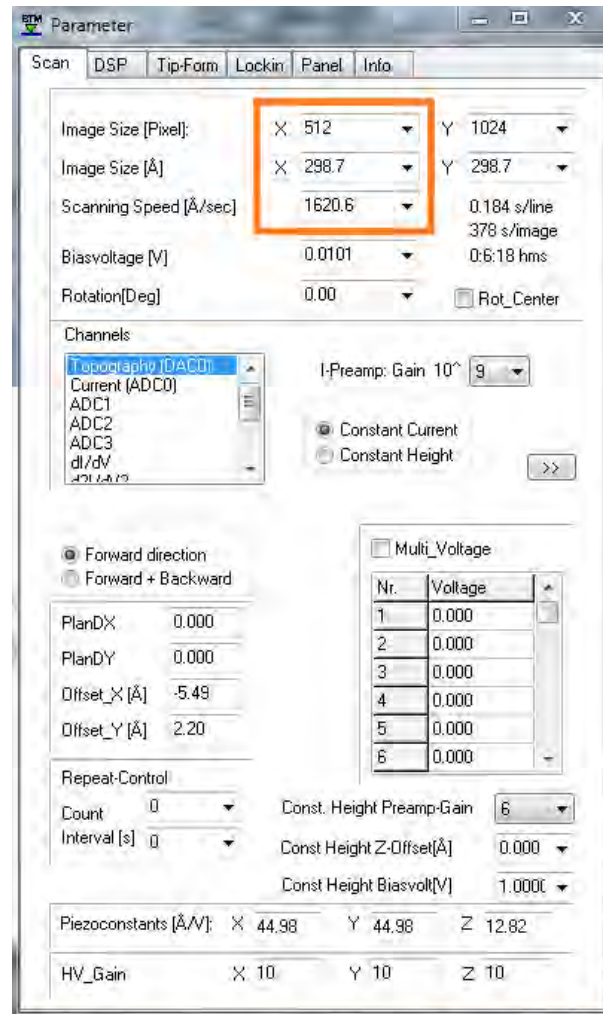 STM Parameter
Scan DSP Tip-Form Lockin Panel Info
Image Size [Pixel]: X 512 Y 1024
Image Size [Å] X 298.7 Y 298.7
Scanning Speed [Å/sec] 1620.6 0.184 s/line
378 s/image
Biasvoltage [V] 0.0101 0:6:18 hms
Rotation[Deg] 0.00 Rot_Center
Channels
Topography (DAC0)
Current (ADC0)
ADC1
ADC2
ADC3
dI/dV
d2I/dV2
I-Preamp: Gain 10^ 9
Constant Current
Constant Height
>>
Forward direction
Forward + Backward
Multi_Voltage
Nr. Voltage
1 0.000
2 0.000
3 0.000
4 0.000
5 0.000
6 0.000
PlanDX 0.000
PlanDY 0.000
Offset_X [Å] -5.49
Offset_Y [Å] 2.20
Repeat-Control
Count 0
Interval [s] 0
Const. Height Preamp-Gain 6
Const Height Z-Offset[Å] 0.000
Const Height Biasvolt[V] 1.000
Piezoconstants [Å/V]: X 44.98 Y 44.98 Z 12.82
HV_Gain X 10 Y 10 Z 10